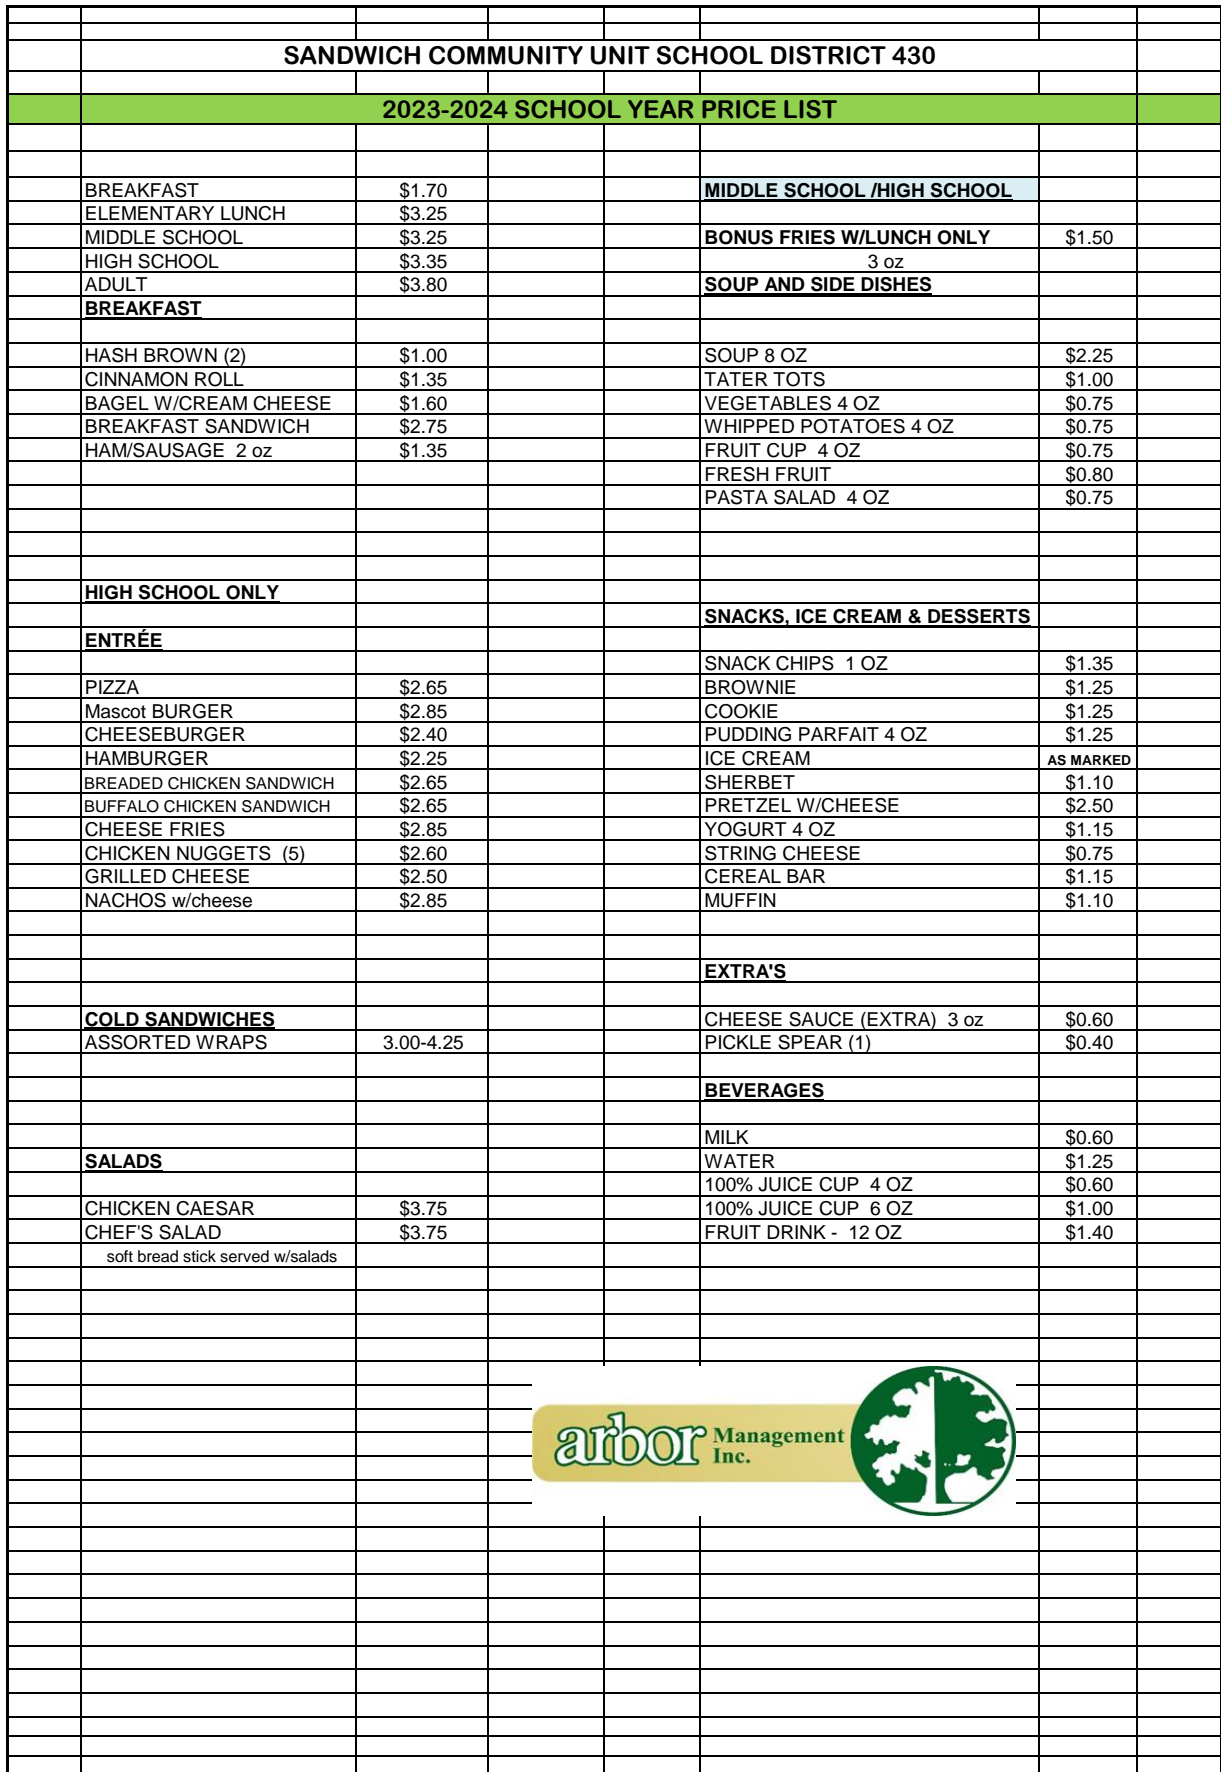 SANDWICH COMMUNITY UNIT SCHOOL DISTRICT 430
2023-2024 SCHOOL YEAR PRICE LIST
BREAKFAST $1.70
ELEMENTARY LUNCH $3.25
MIDDLE SCHOOL $3.25
HIGH SCHOOL $3.35
ADULT $3.80
BREAKFAST
HASH BROWN (2) $1.00
CINNAMON ROLL $1.35
BAGEL W/CREAM CHEESE $1.60
BREAKFAST SANDWICH $2.75
HAM/SAUSAGE 2 oz $1.35
HIGH SCHOOL ONLY
ENTRÉE
PIZZA $2.65
Mascot BURGER $2.85
CHEESEBURGER $2.40
HAMBURGER $2.25
BREADED CHICKEN SANDWICH $2.65
BUFFALO CHICKEN SANDWICH $2.65
CHEESE FRIES $2.85
CHICKEN NUGGETS (5) $2.60
GRILLED CHEESE $2.50
NACHOS w/cheese $2.85
COLD SANDWICHES
ASSORTED WRAPS 3.00-4.25
SALADS
CHICKEN CAESAR $3.75
CHEF'S SALAD $3.75
soft bread stick served w/salads
MIDDLE SCHOOL /HIGH SCHOOL
BONUS FRIES W/LUNCH ONLY $1.50
3 oz
SOUP AND SIDE DISHES
SOUP 8 OZ $2.25
TATER TOTS $1.00
VEGETABLES 4 OZ $0.75
WHIPPED POTATOES 4 OZ $0.75
FRUIT CUP 4 OZ $0.75
FRESH FRUIT $0.80
PASTA SALAD 4 OZ $0.75
SNACKS, ICE CREAM & DESSERTS
SNACK CHIPS 1 OZ $1.35
BROWNIE $1.25
COOKIE $1.25
PUDDING PARFAIT 4 OZ $1.25
ICE CREAM AS MARKED
SHERBET $1.10
PRETZEL W/CHEESE $2.50
YOGURT 4 OZ $1.15
STRING CHEESE $0.75
CEREAL BAR $1.15
MUFFIN $1.10
EXTRA'S
CHEESE SAUCE (EXTRA) 3 oz $0.60
PICKLE SPEAR (1) $0.40
BEVERAGES
MILK $0.60
WATER $1.25
100% JUICE CUP 4 OZ $0.60
100% JUICE CUP 6 OZ $1.00
FRUIT DRINK - 12 OZ $1.40
arbor Management
Inc.